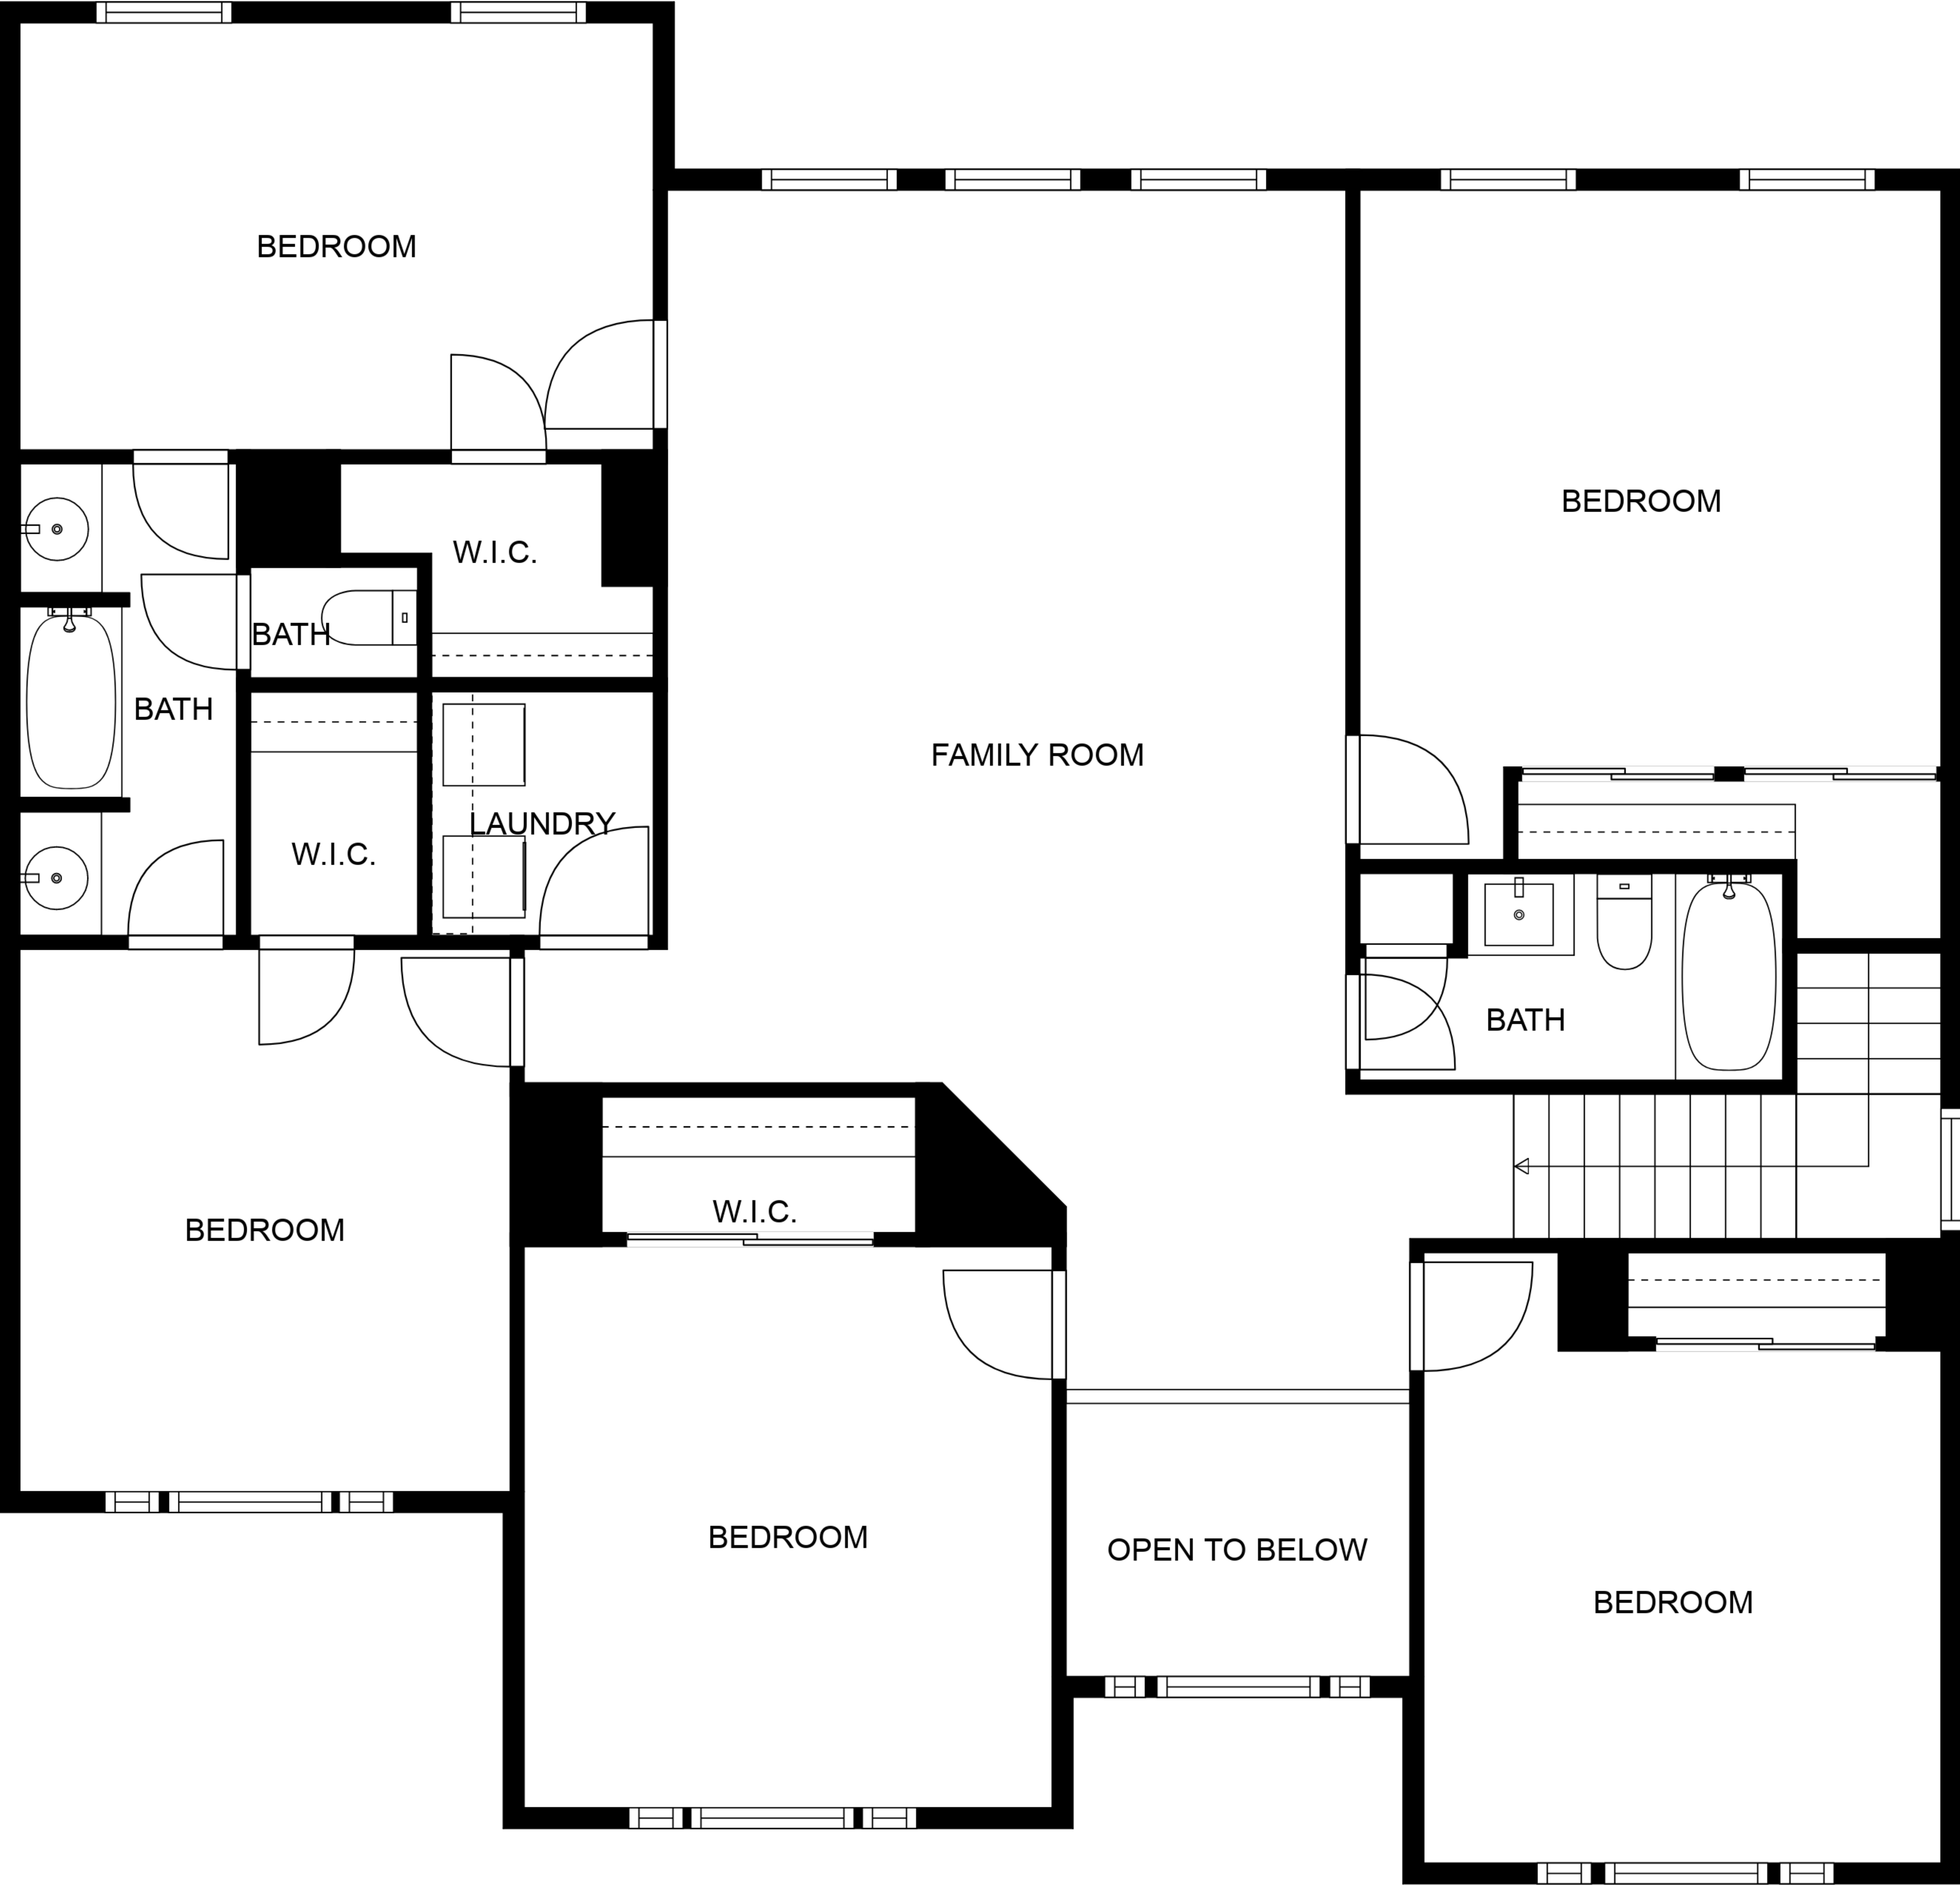 BEDROOM
BEDROOM
W.I.C.
BATH
BATH
FAMILY ROOM
LAUNDRY
W.I.C.
BATH
W.I.C.
BEDROOM
BEDROOM
OPEN TO BELOW
BEDROOM